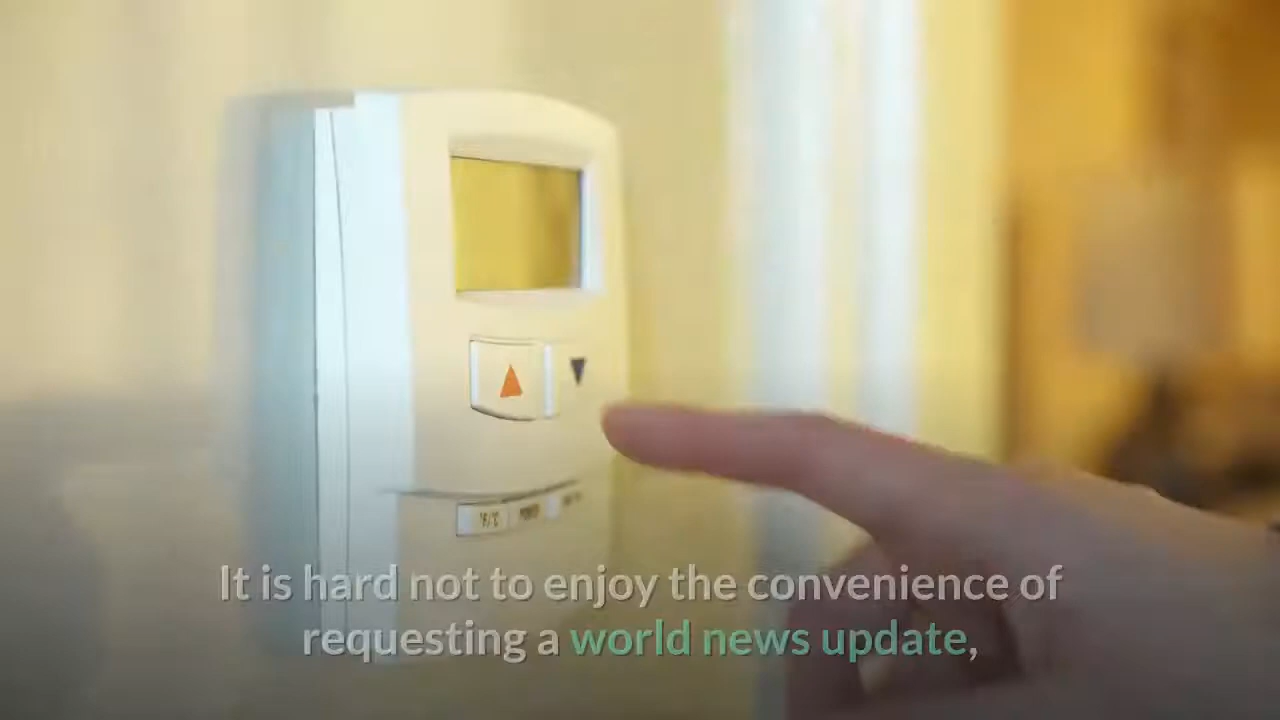 °F/°C
It is hard not to enjoy the convenience of
requesting a world news update,